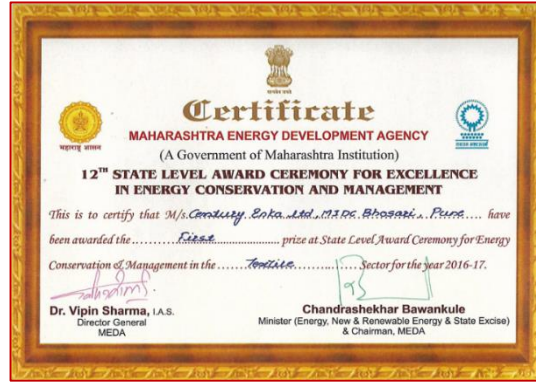 Certificate
महाराष्ट्र शासन
MAHARASHTRA ENERGY DEVELOPMENT AGENCY
(A Government of Maharashtra Institution)
12TH STATE LEVEL AWARD CEREMONY FOR EXCELLENCE
IN ENERGY CONSERVATION AND MANAGEMENT
This is to certify that M/s. Century Enka Ltd, MIDC Bhosari, Pune.... have
been awarded the ............ First ........................ prize at State Level Award Ceremony for Energy
Conservation & Management in the ........ Textile ............... Sector for the year 2016-17.
Dr. Vipin Sharma, I.A.S.
Director General
MEDA
Chandrashekhar Bawankule
Minister (Energy, New & Renewable Energy & State Excise)
& Chairman, MEDA